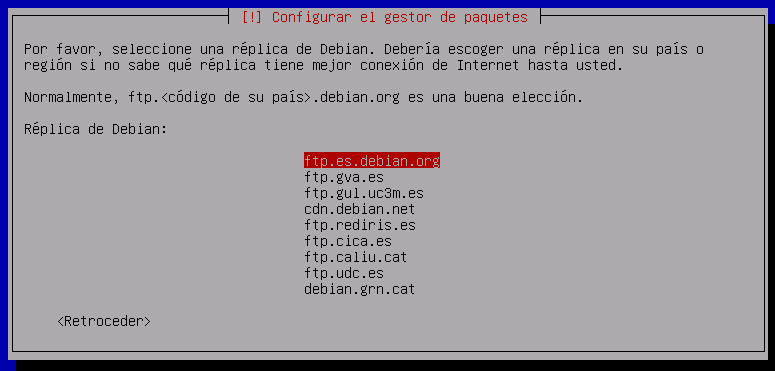 [!] Configurar el gestor de paquetes
Por favor, seleccione una réplica de Debian. Debería escoger una réplica en su país o
región si no sabe qué réplica tiene mejor conexión de Internet hasta usted.
Normalmente, ftp.<código de su país>.debian.org es una buena elección.
Réplica de Debian:
ftp.es.debian.org
ftp.gva.es
ftp.gul.uc3m.es
cdn.debian.net
ftp.rediris.es
ftp.cica.es
ftp.caliu.cat
ftp.udc.es
debian.grn.cat
<Retroceder>